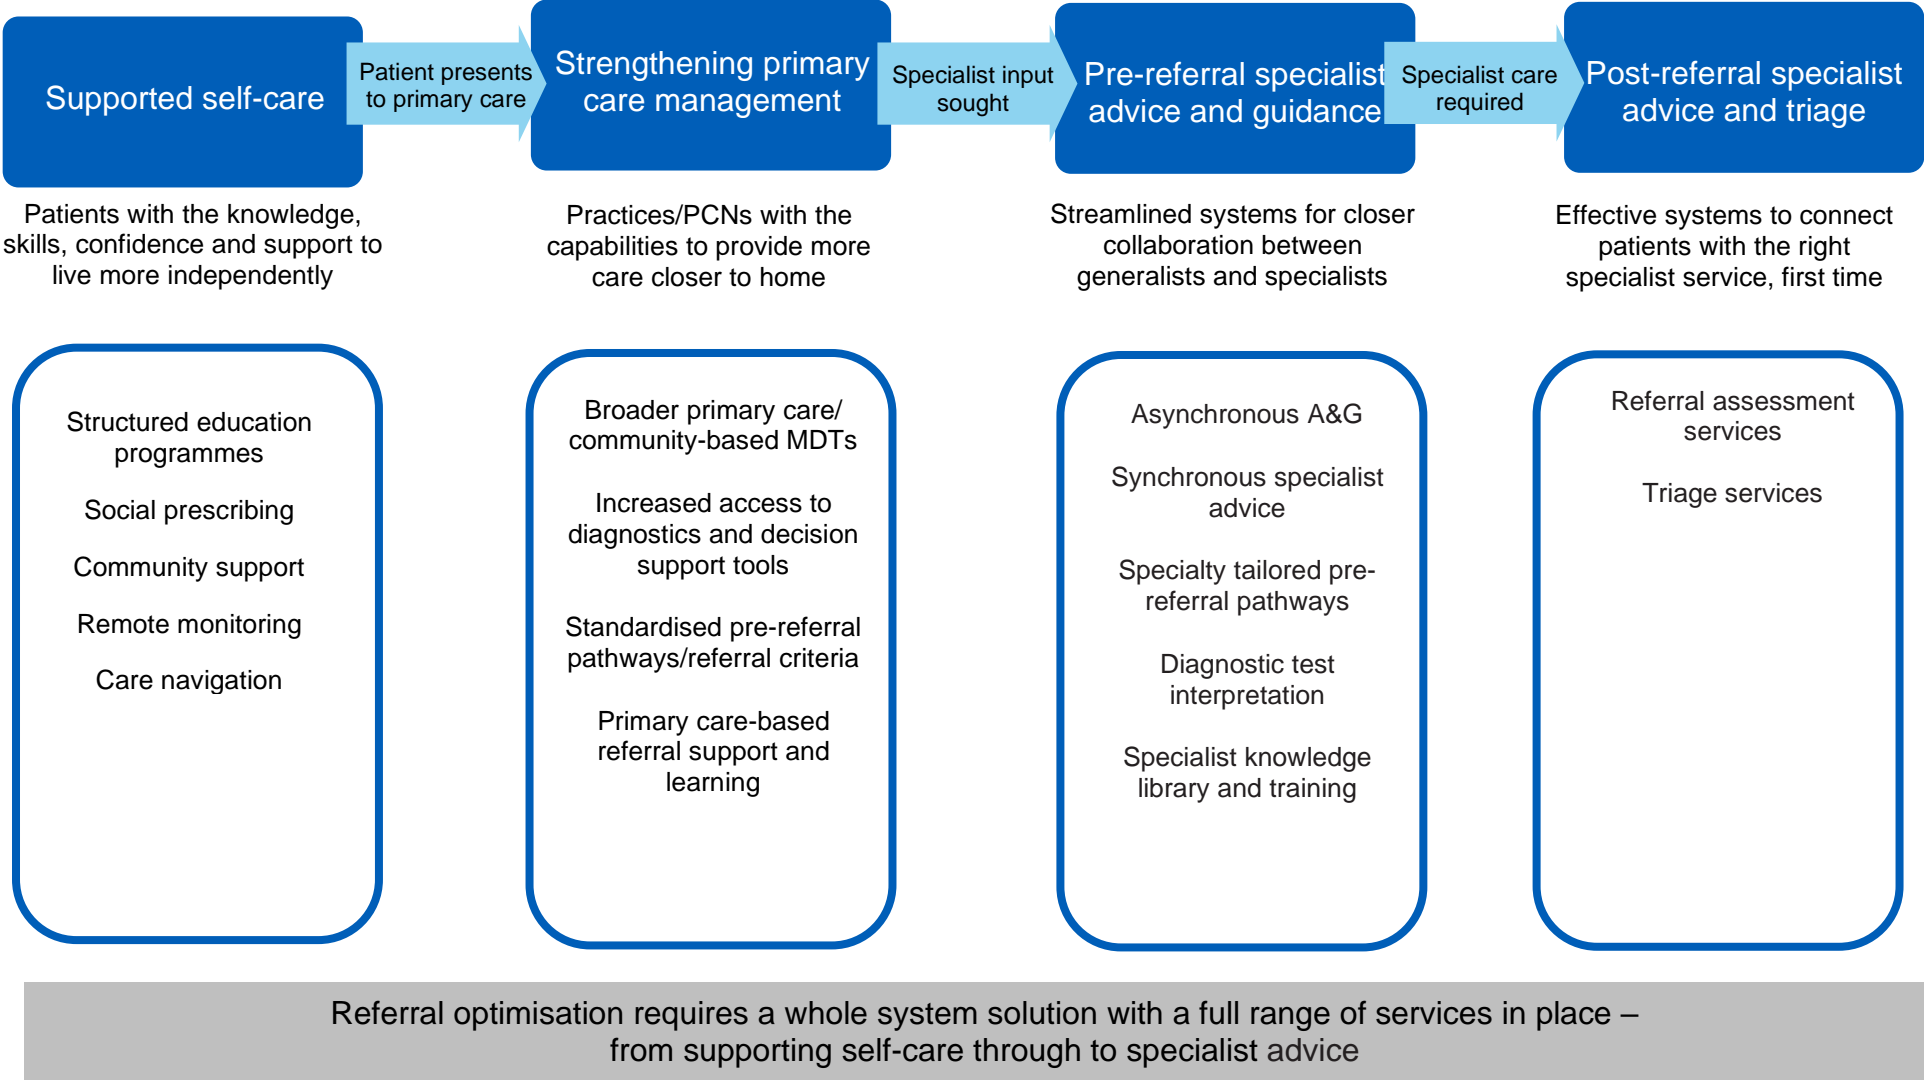 Supported self-care
Patient presents
to primary care
Strengthening primary
care management
Specialist input
sought
Pre-referral specialist
advice and guidance
Specialist care
required
Post-referral specialist
advice and triage
Patients with the knowledge,
skills, confidence and support to
live more independently
Practices/PCNs with the
capabilities to provide more
care closer to home
Streamlined systems for closer
collaboration between
generalists and specialists
Effective systems to connect
patients with the right
specialist service, first time
Structured education
programmes
Social prescribing
Community support
Remote monitoring
Care navigation
Broader primary care/
community-based MDTs
Increased access to
diagnostics and decision
support tools
Standardised pre-referral
pathways/referral criteria
Primary care-based
referral support and
learning
Asynchronous A&G
Synchronous specialist
advice
Specialty tailored pre-
referral pathways
Diagnostic test
interpretation
Specialist knowledge
library and training
Referral assessment
services
Triage services
Referral optimisation requires a whole system solution with a full range of services in place –
from supporting self-care through to specialist advice